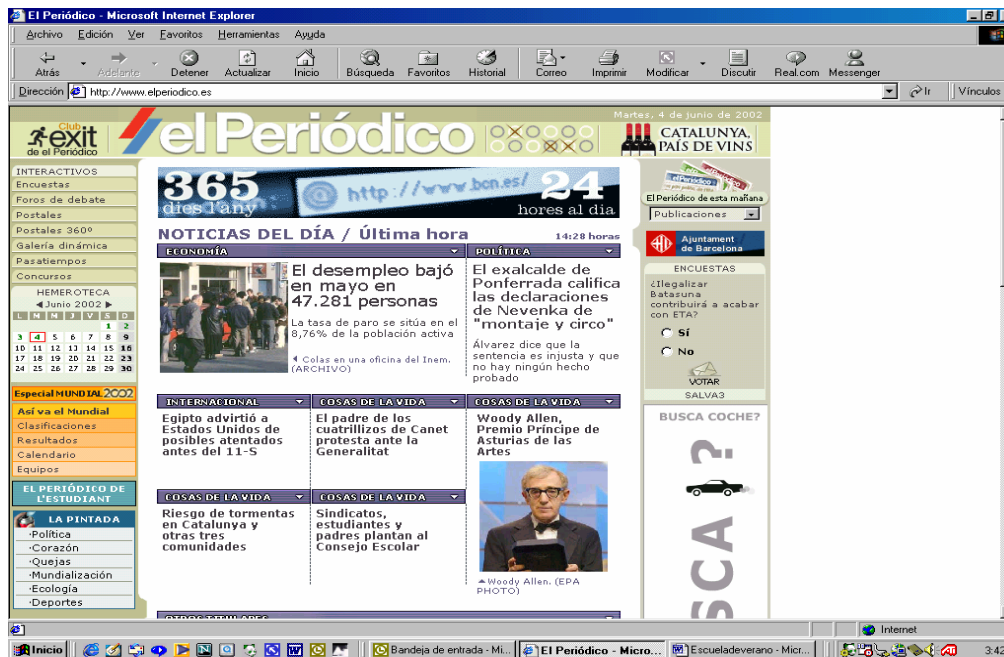 El Periódico - Microsoft Internet Explorer
Archivo Edición Ver Favoritos Herramientas Ayuda
Atrás Adelante Detener Actualizar Inicio Búsqueda Favoritos Historial Correo Imprimir Modificar Discutir Real.com Messenger
Dirección http://www.elperiodico.es Ir Vínculos
Martes, 4 de junio de 2002
Club
exit
de el Periódico
el Periódico
CATALUNYA,
PAÍS DE VINS
INTERACTIVOS
Encuestas
Foros de debate
Postales
Postales 360º
Galería dinámica
Pasatiempos
Concursos
HEMEROTECA
Junio 2002
L M M J V S D
1 2
3 4 5 6 7 8 9
10 11 12 13 14 15 16
17 18 19 20 21 22 23
24 25 26 27 28 29 30
Especial MUNDIAL 2002
Así va el Mundial
Clasificaciones
Resultados
Calendario
Equipos
EL PERIÓDICO DE
L'ESTUDIANT
LA PINTADA
·Política
·Corazón
·Quejas
·Mundialización
·Ecología
·Deportes
365
dies l'any
http://www.bcn.es/
24
hores al dia
NOTICIAS DEL DÍA / Última hora
14:28 horas
ECONOMÍA
El desempleo bajó
en mayo en
47.281 personas
La tasa de paro se sitúa en el
8,76% de la población activa
Colas en una oficina del Inem.
(ARCHIVO)
POLÍTICA
El exalcalde de
Ponferrada califica
las declaraciones
de Nevenka de
"montaje y circo"
Álvarez dice que la
sentencia es injusta y que
no hay ningún hecho
probado
INTERNACIONAL
Egipto advirtió a
Estados Unidos de
posibles atentados
antes del 11-S
COSAS DE LA VIDA
El padre de los
cuatrillizos de Canet
protesta ante la
Generalitat
COSAS DE LA VIDA
Woody Allen,
Premio Príncipe de
Asturias de las
Artes
Woody Allen. (EPA
PHOTO)
COSAS DE LA VIDA
Riesgo de tormentas
en Catalunya y
otras tres
comunidades
COSAS DE LA VIDA
Sindicatos,
estudiantes y
padres plantan al
Consejo Escolar
OTROS TITULARES
El Periódico de esta mañana
Publicaciones
Ajuntament
de Barcelona
ENCUESTAS
¿Ilegalizar
Batasuna
contribuirá a acabar
con ETA?
Sí
No
VOTAR
SALVA3
BUSCA COCHE?
SCA ?
Internet
Inicio
Bandeja de entrada - Mi...
El Periódico - Micro...
Escueladeverano - Micr...
3:42